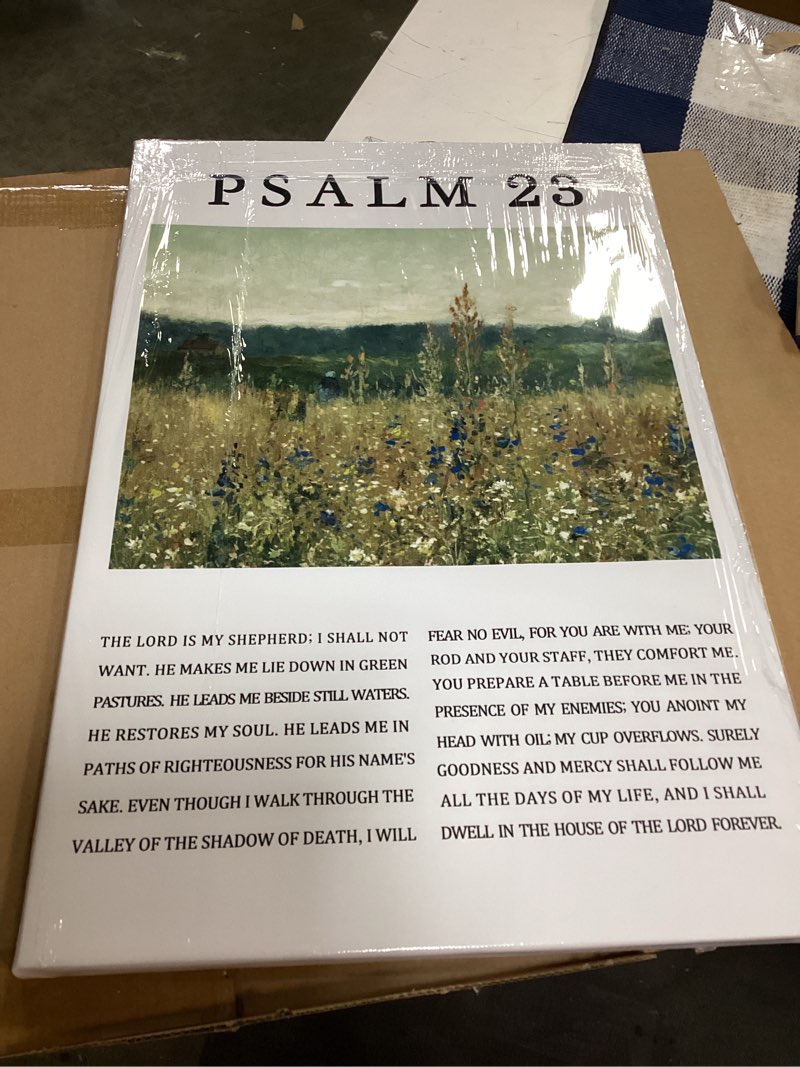 PSALM 23
THE LORD IS MY SHEPHERD; I SHALL NOT
WANT. HE MAKES ME LIE DOWN IN GREEN
PASTURES. HE LEADS ME BESIDE STILL WATERS.
HE RESTORES MY SOUL. HE LEADS ME IN
PATHS OF RIGHTEOUSNESS FOR HIS NAME'S
SAKE. EVEN THOUGH I WALK THROUGH THE
VALLEY OF THE SHADOW OF DEATH, I WILL
FEAR NO EVIL, FOR YOU ARE WITH ME; YOUR
ROD AND YOUR STAFF, THEY COMFORT ME.
YOU PREPARE A TABLE BEFORE ME IN THE
PRESENCE OF MY ENEMIES; YOU ANOINT MY
HEAD WITH OIL; MY CUP OVERFLOWS. SURELY
GOODNESS AND MERCY SHALL FOLLOW ME
ALL THE DAYS OF MY LIFE, AND I SHALL
DWELL IN THE HOUSE OF THE LORD FOREVER.